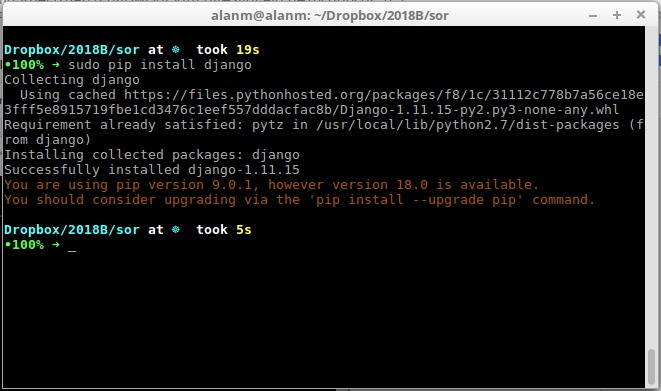 alanm@alanm: ~/Dropbox/2018B/sor
Dropbox/2018B/sor at ☸ took 19s
•100% ➜ sudo pip install django
Collecting django
  Using cached https://files.pythonhosted.org/packages/f8/1c/31112c778b7a56ce18e
3fff5e8915719fbe1cd3476c1eef557dddacfac8b/Django-1.11.15-py2.py3-none-any.whl
Requirement already satisfied: pytz in /usr/local/lib/python2.7/dist-packages (f
rom django)
Installing collected packages: django
Successfully installed django-1.11.15
You are using pip version 9.0.1, however version 18.0 is available.
You should consider upgrading via the 'pip install --upgrade pip' command.
Dropbox/2018B/sor at ☸ took 5s
•100% ➜ _